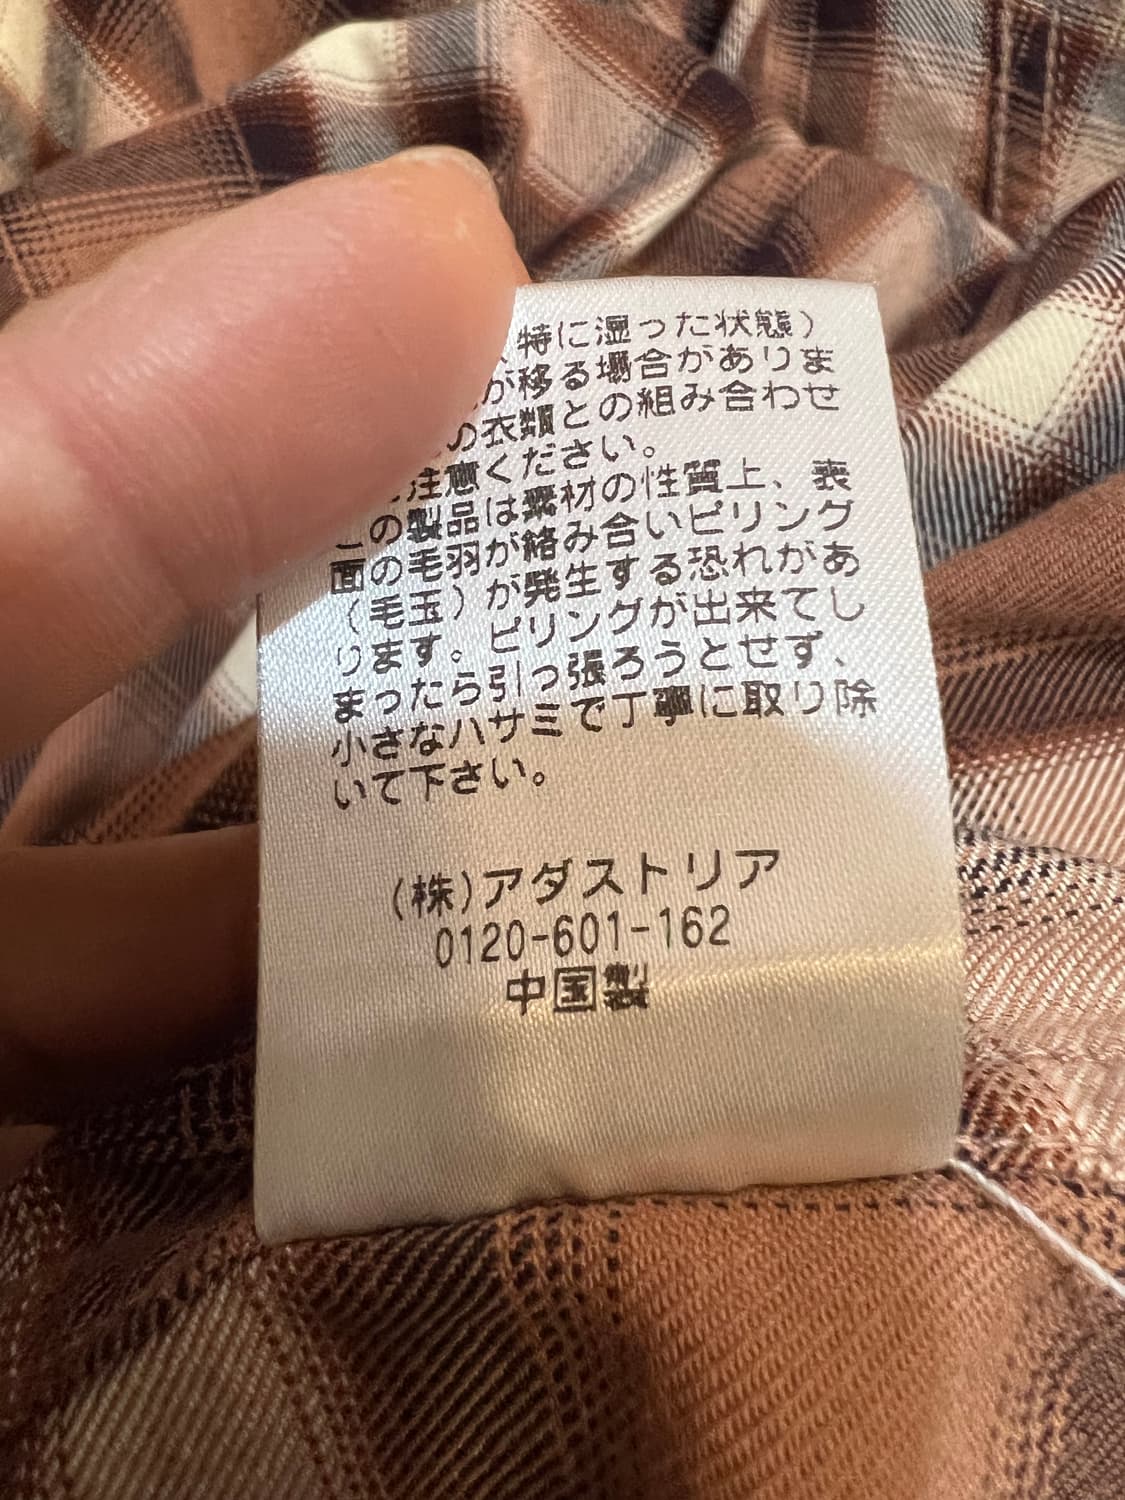 特に湿った状態）
が移る場合がありま
の衣類との組み合わせ
注意ください。
この製品は素材の性質上、表
面の毛羽が絡み合いピリング
（毛玉）が発生する恐れがあ
ります。ピリングが出来てし
まったら引っ張ろうとせず、
小さなハサミで丁寧に取り除
いて下さい。
(株)アダストリア
0120-601-162
中国製